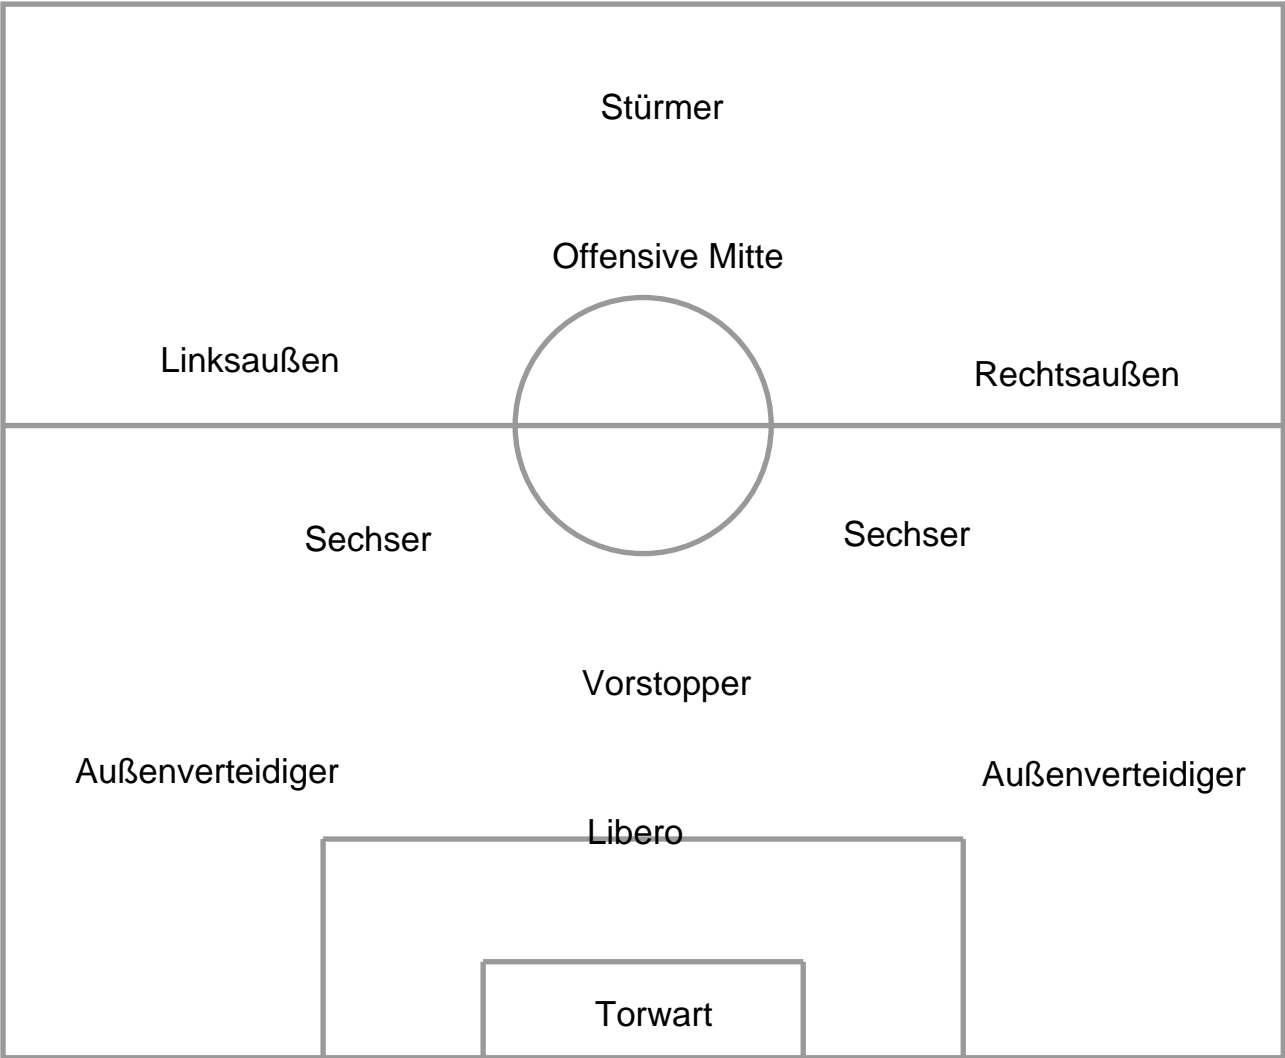 Stürmer
Offensive Mitte
Linksaußen
Rechtsaußen
Sechser
Sechser
Vorstopper
Außenverteidiger
Außenverteidiger
Libero
Torwart